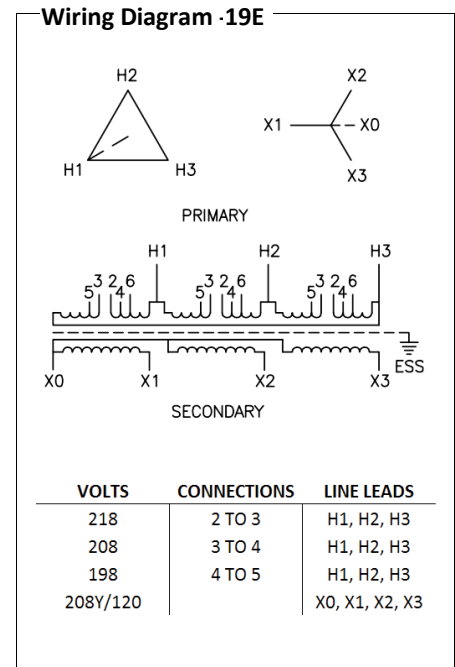 Wiring Diagram -19E
H2
X2
X1
X0
H1
H3
X3
PRIMARY
H1 H2 H3
5 3 2 4 6 5 3 2 4 6 5 3 2 4 6
ESS
X0 X1 X2 X3
SECONDARY
VOLTS CONNECTIONS LINE LEADS
218 2 TO 3 H1, H2, H3
208 3 TO 4 H1, H2, H3
198 4 TO 5 H1, H2, H3
208Y/120 X0, X1, X2, X3